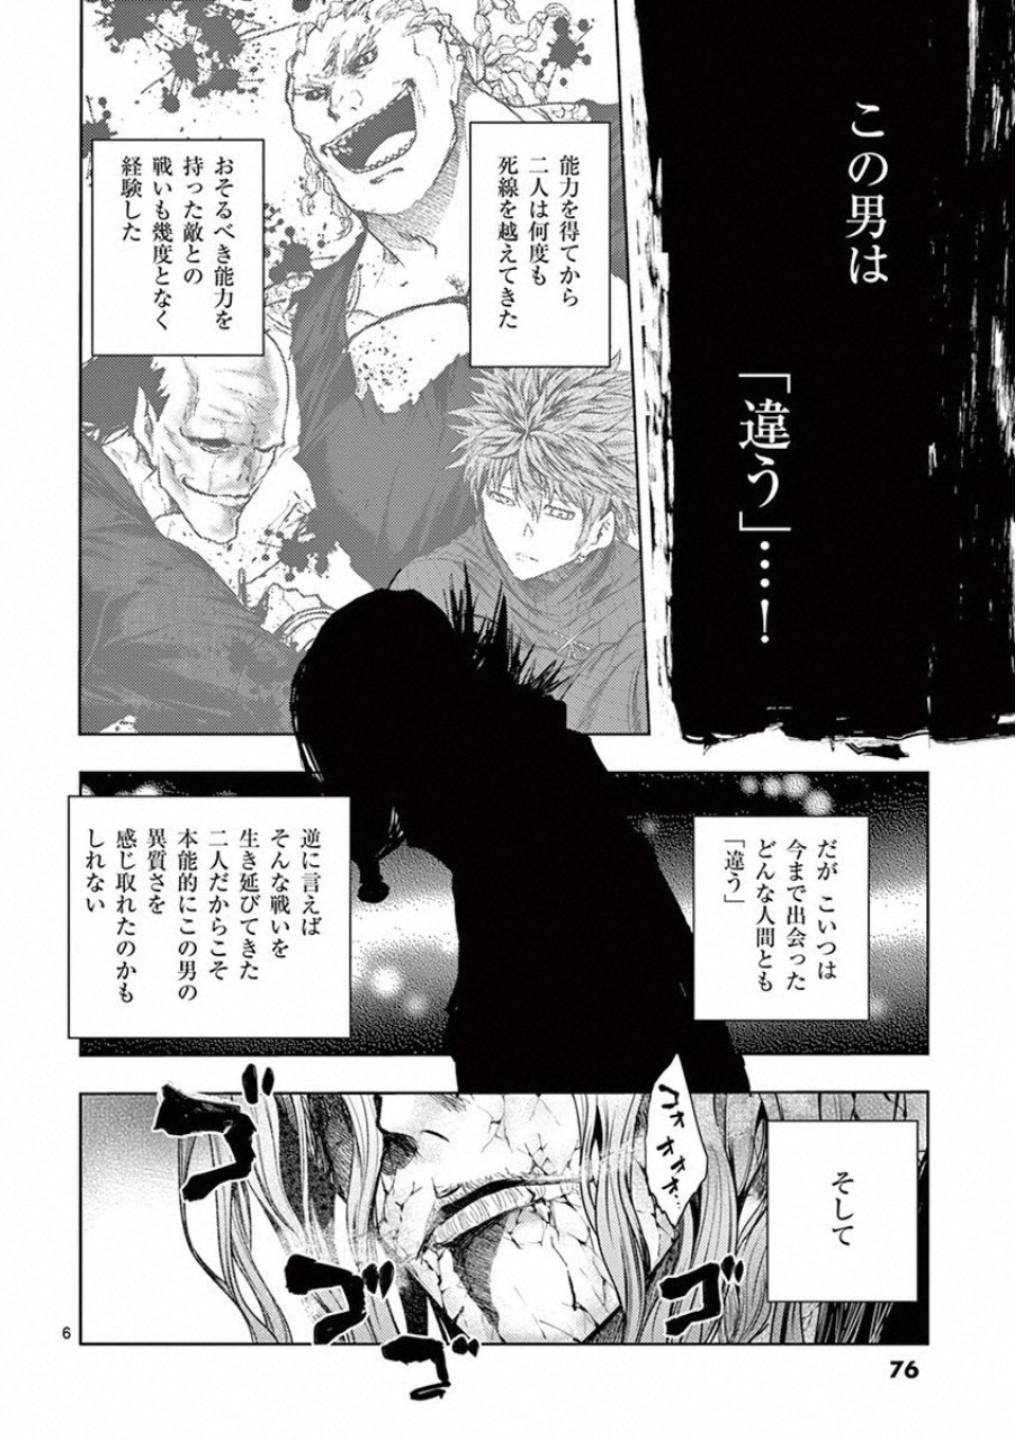 この男は
「違う」…!
能力を得てから
二人は何度も
死線を越えてきた
おそるべき能力を
持った敵との
戦いも幾度となく
経験した
だが こいつは
今まで出会った
どんな人間とも
「違う」
逆に言えば
そんな戦いを
生き延びてきた
二人だからこそ
本能的にこの男の
異質さを
感じ取れたのかも
しれない
そして
コォ
ォォォ…
ゴ
ゴ
ゴ
ゴ
6
76